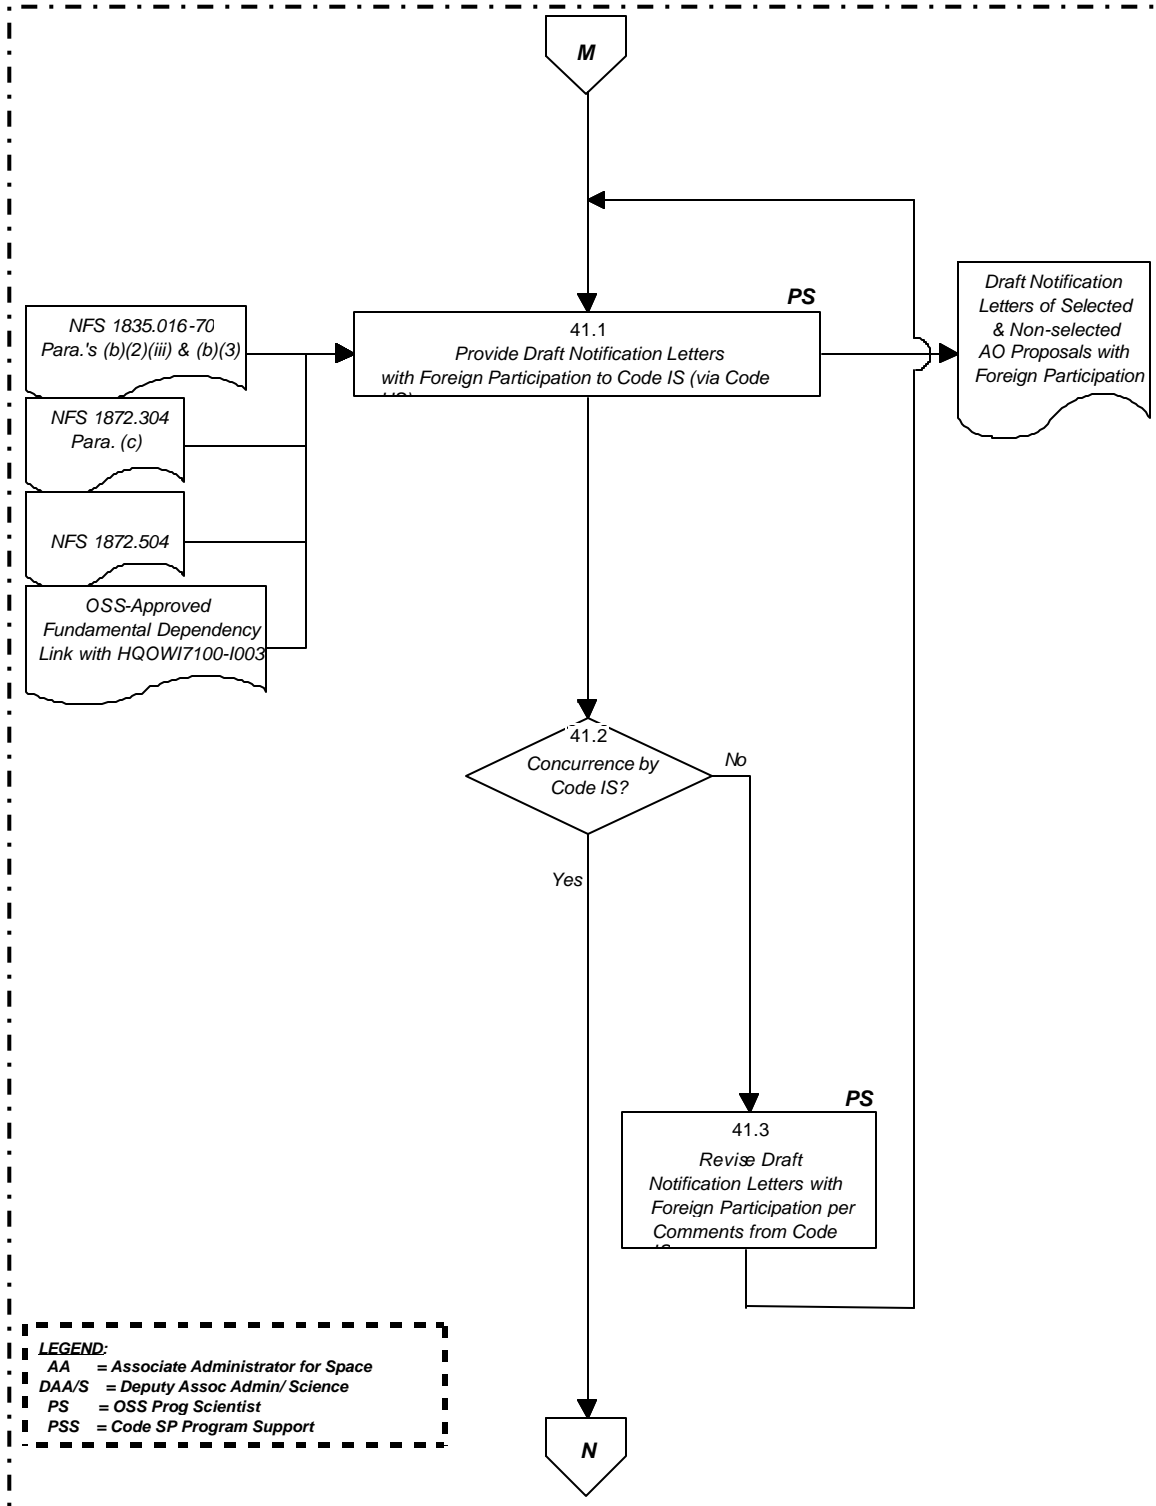 M
PS
41.1
Provide Draft Notification Letters
with Foreign Participation to Code IS (via Code
Draft Notification
Letters of Selected
& Non-selected
AO Proposals with
Foreign Participation
NFS 1835.016-70
Para.'s (b)(2)(iii) & (b)(3)
NFS 1872.304
Para. (c)
NFS 1872.504
OSS-Approved
Fundamental Dependency
Link with HQOWI7100-I003
41.2
Concurrence by
Code IS?
No
Yes
PS
41.3
Revise Draft
Notification Letters with
Foreign Participation per
Comments from Code
LEGEND:
AA = Associate Administrator for Space
DAA/S = Deputy Assoc Admin/ Science
PS = OSS Prog Scientist
PSS = Code SP Program Support
N